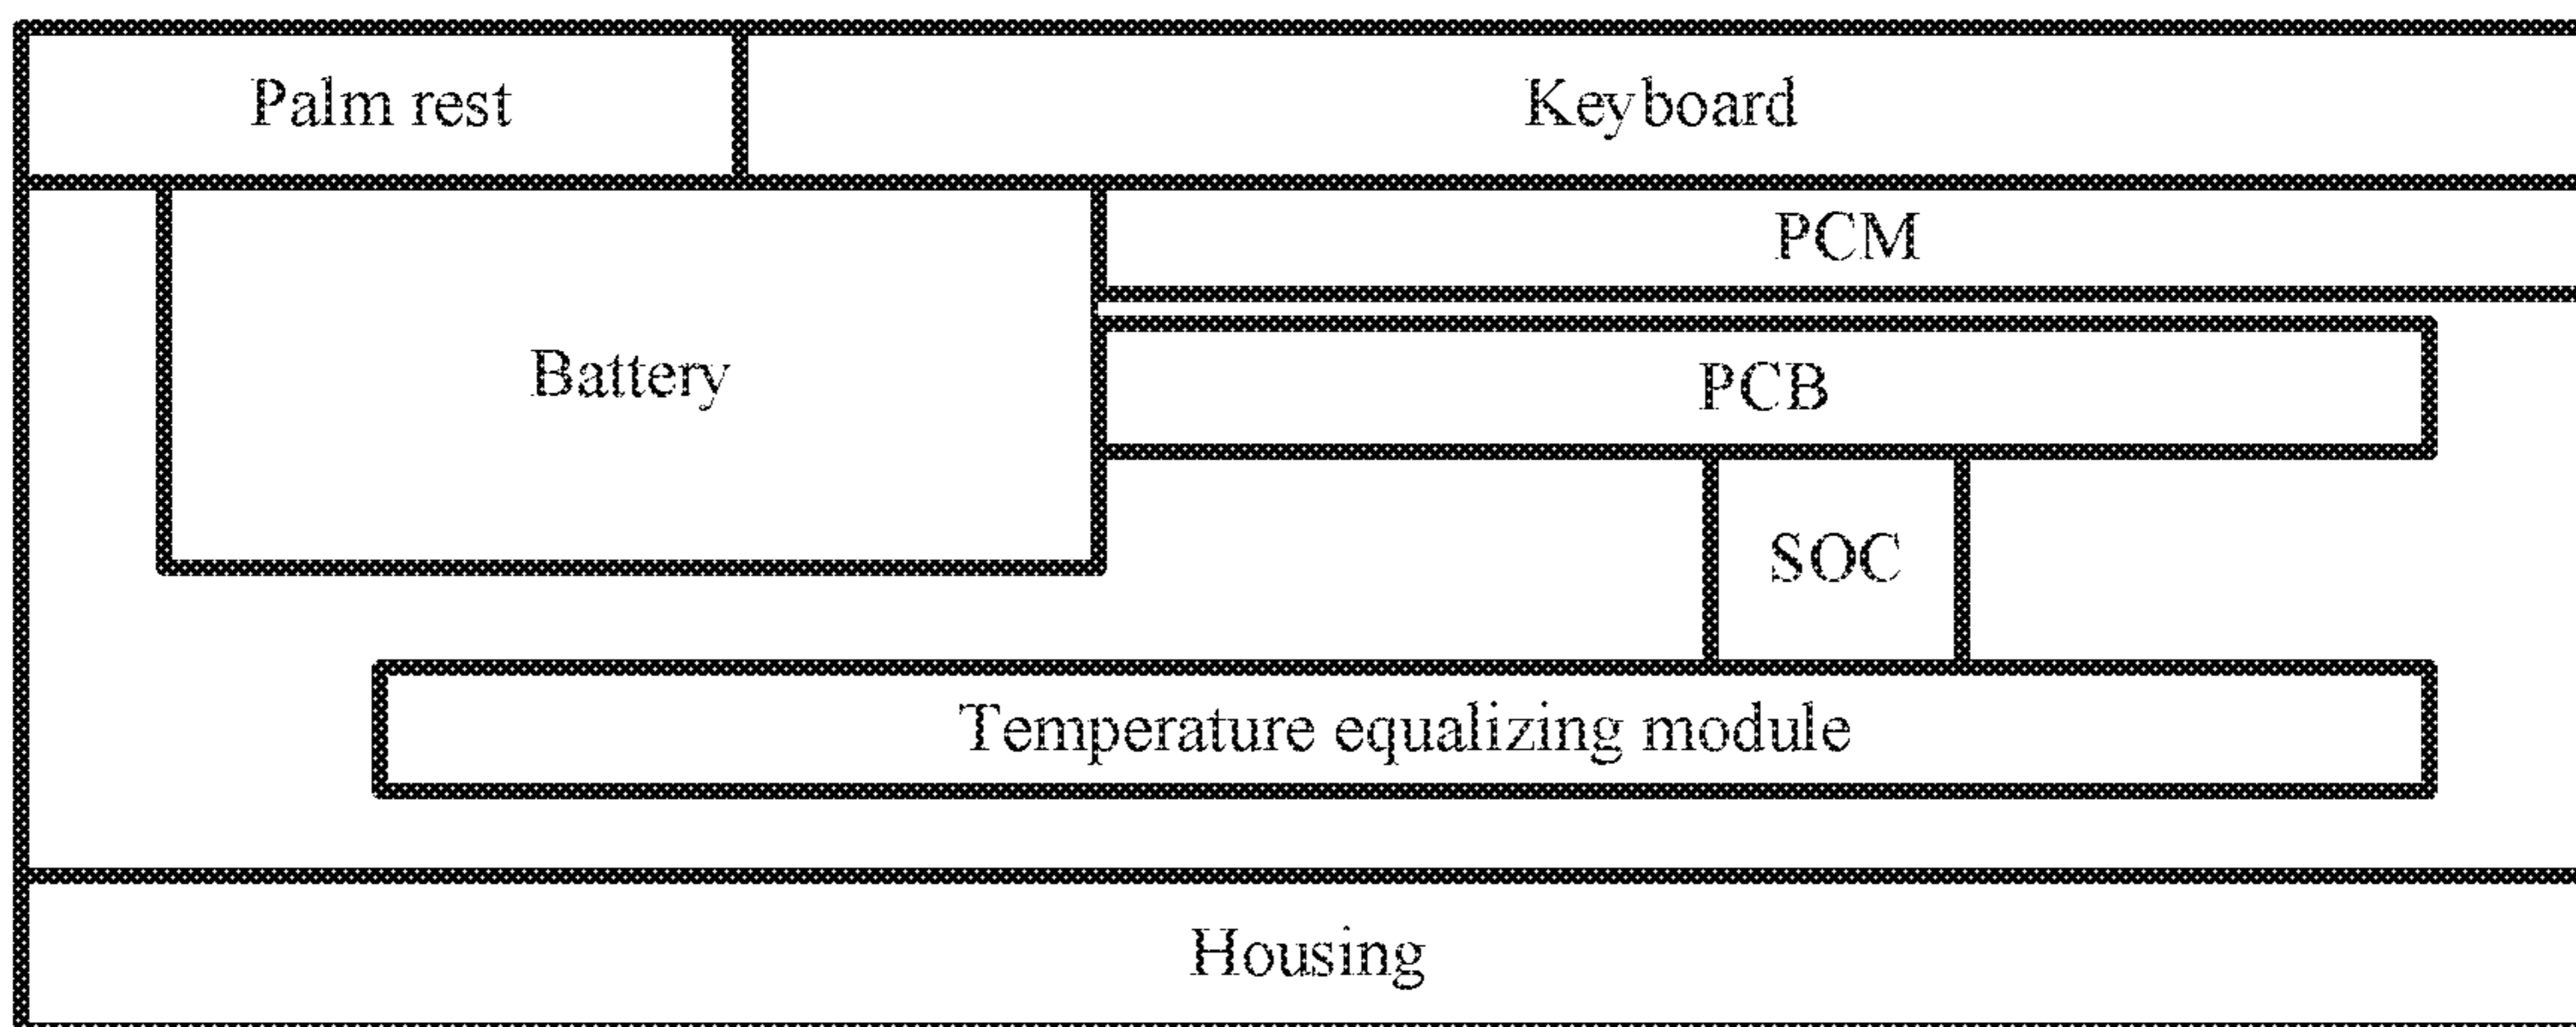 Palm rest
Keyboard
PCM
Battery
PCB
SOC
Temperature equalizing module
Housing